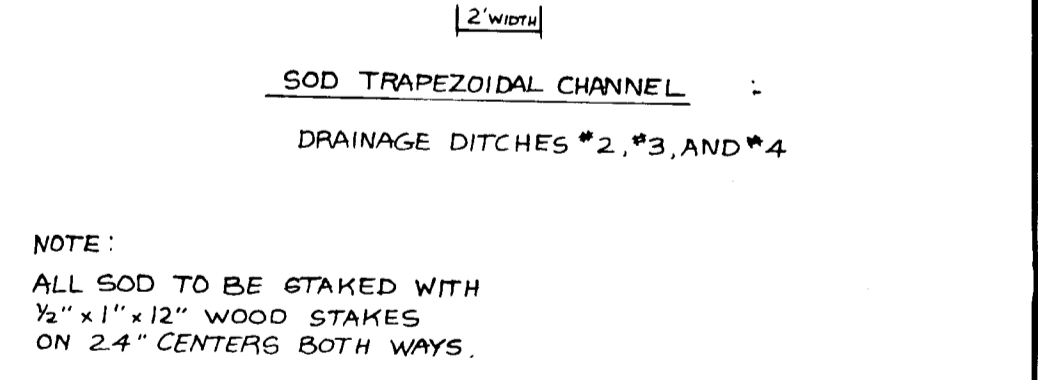 2' WIDTH
SOD TRAPEZOIDAL CHANNEL :
DRAINAGE DITCHES #2, #3, AND #4
NOTE:
ALL SOD TO BE STAKED WITH
½" x 1" x 12" WOOD STAKES
ON 24" CENTERS BOTH WAYS.